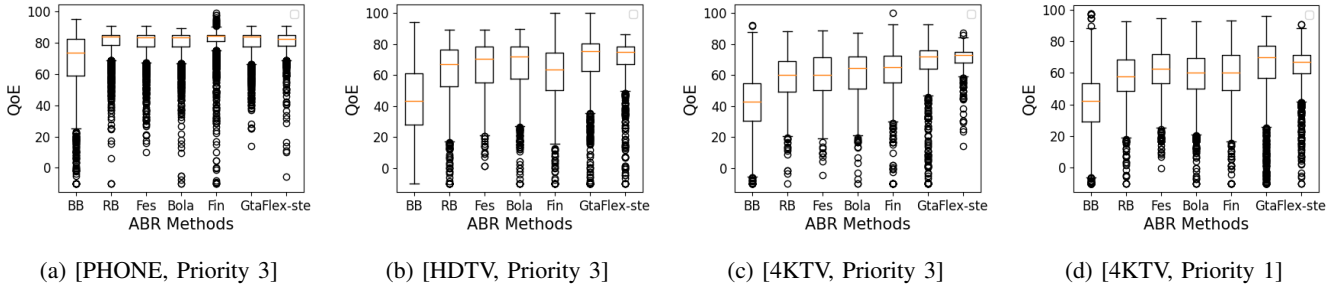 QoE
100
80
60
40
20
0
BB RB Fes Bola Fin GtaFlex-ste
ABR Methods
(a) [PHONE, Priority 3]
QoE
100
80
60
40
20
0
BB RB Fes Bola Fin GtaFlex-ste
ABR Methods
(b) [HDTV, Priority 3]
QoE
100
80
60
40
20
0
BB RB Fes Bola Fin GtaFlex-ste
ABR Methods
(c) [4KTV, Priority 3]
QoE
100
80
60
40
20
0
BB RB Fes Bola Fin GtaFlex-ste
ABR Methods
(d) [4KTV, Priority 1]